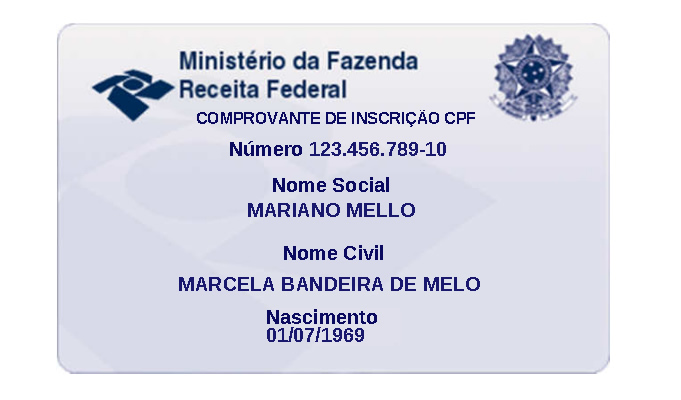 Ministério da Fazenda
Receita Federal
COMPROVANTE DE INSCRIÇÃO CPF
Número 123.456.789-10
Nome Social
MARIANO MELLO
Nome Civil
MARCELA BANDEIRA DE MELO
Nascimento
01/07/1969